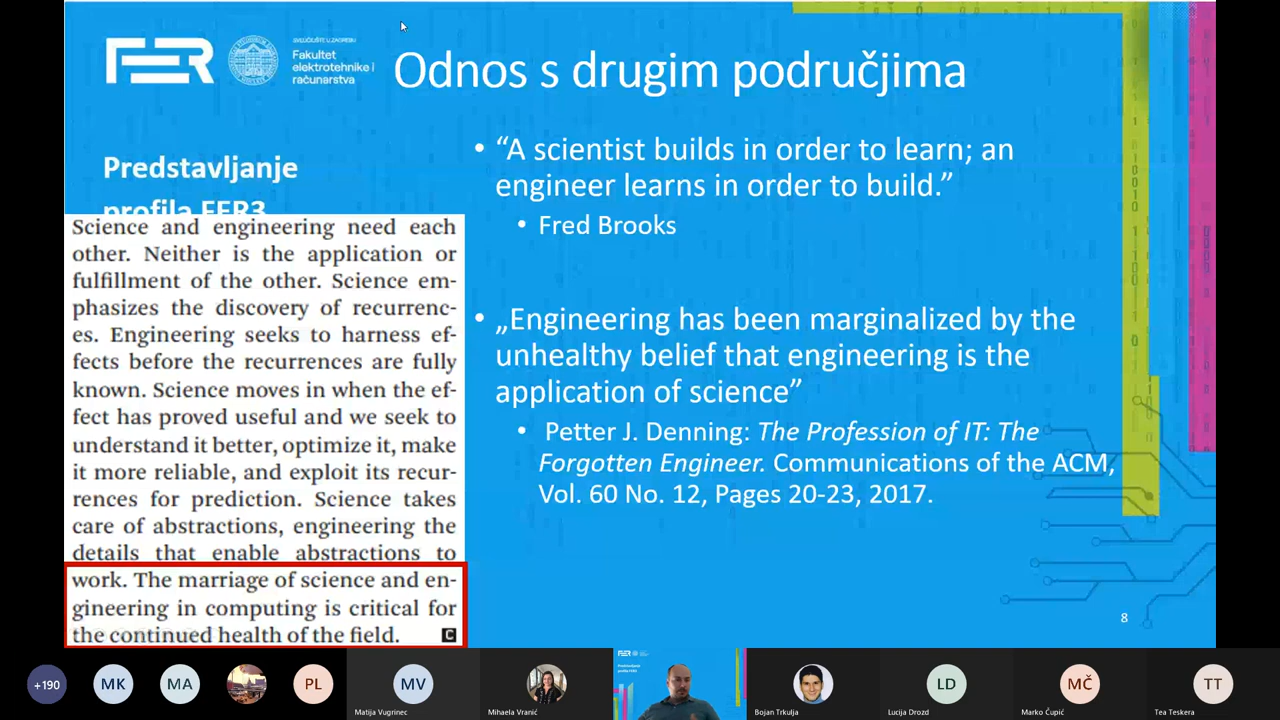 FER
SVEUČILIŠTE U ZAGREBU
Fakultet
elektrotehnike i
računarstva
Odnos s drugim područjima
Predstavljanje
profila FER3
Science and engineering need each
other. Neither is the application or
fulfillment of the other. Science em-
phasizes the discovery of recurrenc-
es. Engineering seeks to harness ef-
fects before the recurrences are fully
known. Science moves in when the ef-
fect has proved useful and we seek to
understand it better, optimize it, make
it more reliable, and exploit its recur-
rences for prediction. Science takes
care of abstractions, engineering the
details that enable abstractions to
work. The marriage of science and en-
gineering in computing is critical for
the continued health of the field. C
• “A scientist builds in order to learn; an
engineer learns in order to build.”
• Fred Brooks
• „Engineering has been marginalized by the
unhealthy belief that engineering is the
application of science”
• Petter J. Denning: The Profession of IT: The
Forgotten Engineer. Communications of the ACM,
Vol. 60 No. 12, Pages 20-23, 2017.
8
+190
MK
MA
PL
MV
Matija Vugrinec
Mihaela Vranić
Bojan Trkulja
LD
Lucija Drozd
MČ
Marko Čupić
TT
Tea Teskera